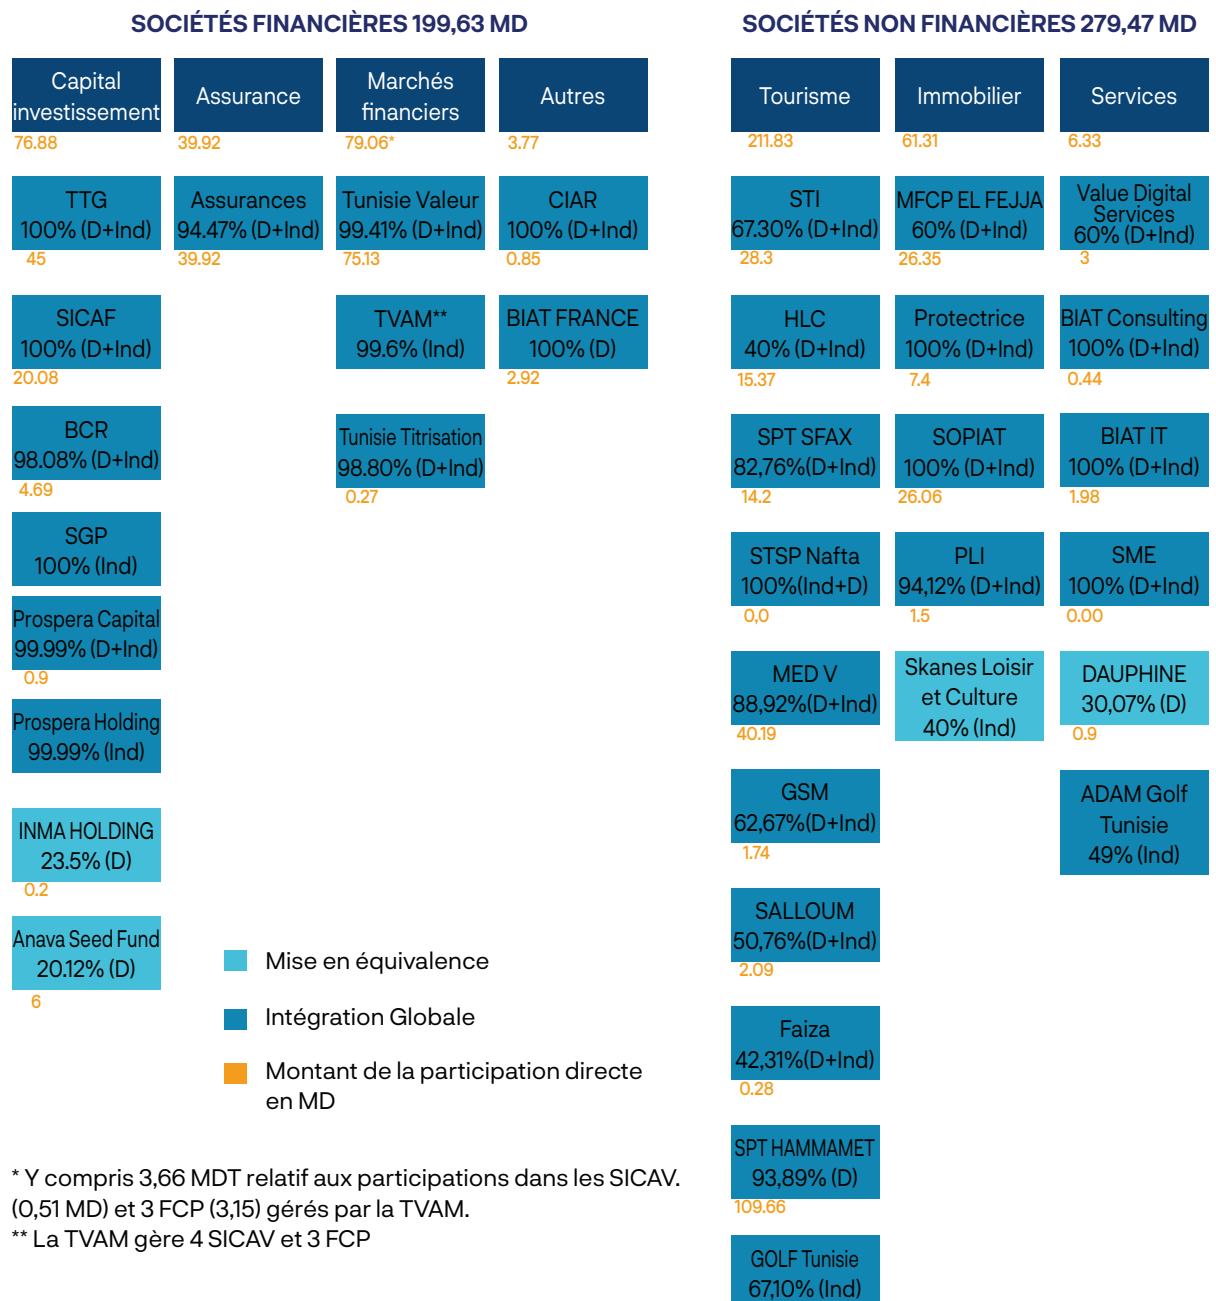 SOCIÉTÉS FINANCIÈRES 199,63 MD
Capital
investissement
76.88
Assurance
39.92
Marchés
financiers
79.06*
Autres
3.77
TTG
100% (D+Ind)
45
Assurances
94.47% (D+Ind)
39.92
Tunisie Valeur
99.41% (D+Ind)
75.13
CIAR
100% (D+Ind)
0.85
SICAF
100% (D+Ind)
20.08
TVAM**
99.6% (Ind)
BIAT FRANCE
100% (D)
2.92
BCR
98.08% (D+Ind)
4.69
Tunisie Titrisation
98.80% (D+Ind)
0.27
SGP
100% (Ind)
Prospera Capital
99.99% (D+Ind)
0.9
Prospera Holding
99.99% (Ind)
INMA HOLDING
23.5% (D)
0.2
Anava Seed Fund
20.12% (D)
6
SOCIÉTÉS NON FINANCIÈRES 279,47 MD
Tourisme
211.83
Immobilier
61.31
Services
6.33
STI
67.30% (D+Ind)
28.3
MFCP EL FEJJA
60% (D+Ind)
26.35
Value Digital
Services
60% (D+Ind)
3
HLC
40% (D+Ind)
15.37
Protectrice
100% (D+Ind)
7.4
BIAT Consulting
100% (D+Ind)
0.44
SPT SFAX
82,76%(D+Ind)
14.2
SOPIAT
100% (D+Ind)
26.06
BIAT IT
100% (D+Ind)
1.98
STSP Nafta
100%(Ind+D)
0,0
PLI
94,12% (D+Ind)
1.5
SME
100% (D+Ind)
0.00
MED V
88,92%(D+Ind)
40.19
Skanes Loisir
et Culture
40% (Ind)
DAUPHINE
30,07% (D)
0.9
GSM
62,67%(D+Ind)
1.74
ADAM Golf
Tunisie
49% (Ind)
SALLOUM
50,76%(D+Ind)
2.09
Faiza
42,31%(D+Ind)
0.28
SPT HAMMAMET
93,89% (D)
109.66
GOLF Tunisie
67,10% (Ind)
Mise en équivalence
Intégration Globale
Montant de la participation directe
en MD
* Y compris 3,66 MDT relatif aux participations dans les SICAV.
(0,51 MD) et 3 FCP (3,15) gérés par la TVAM.
** La TVAM gère 4 SICAV et 3 FCP